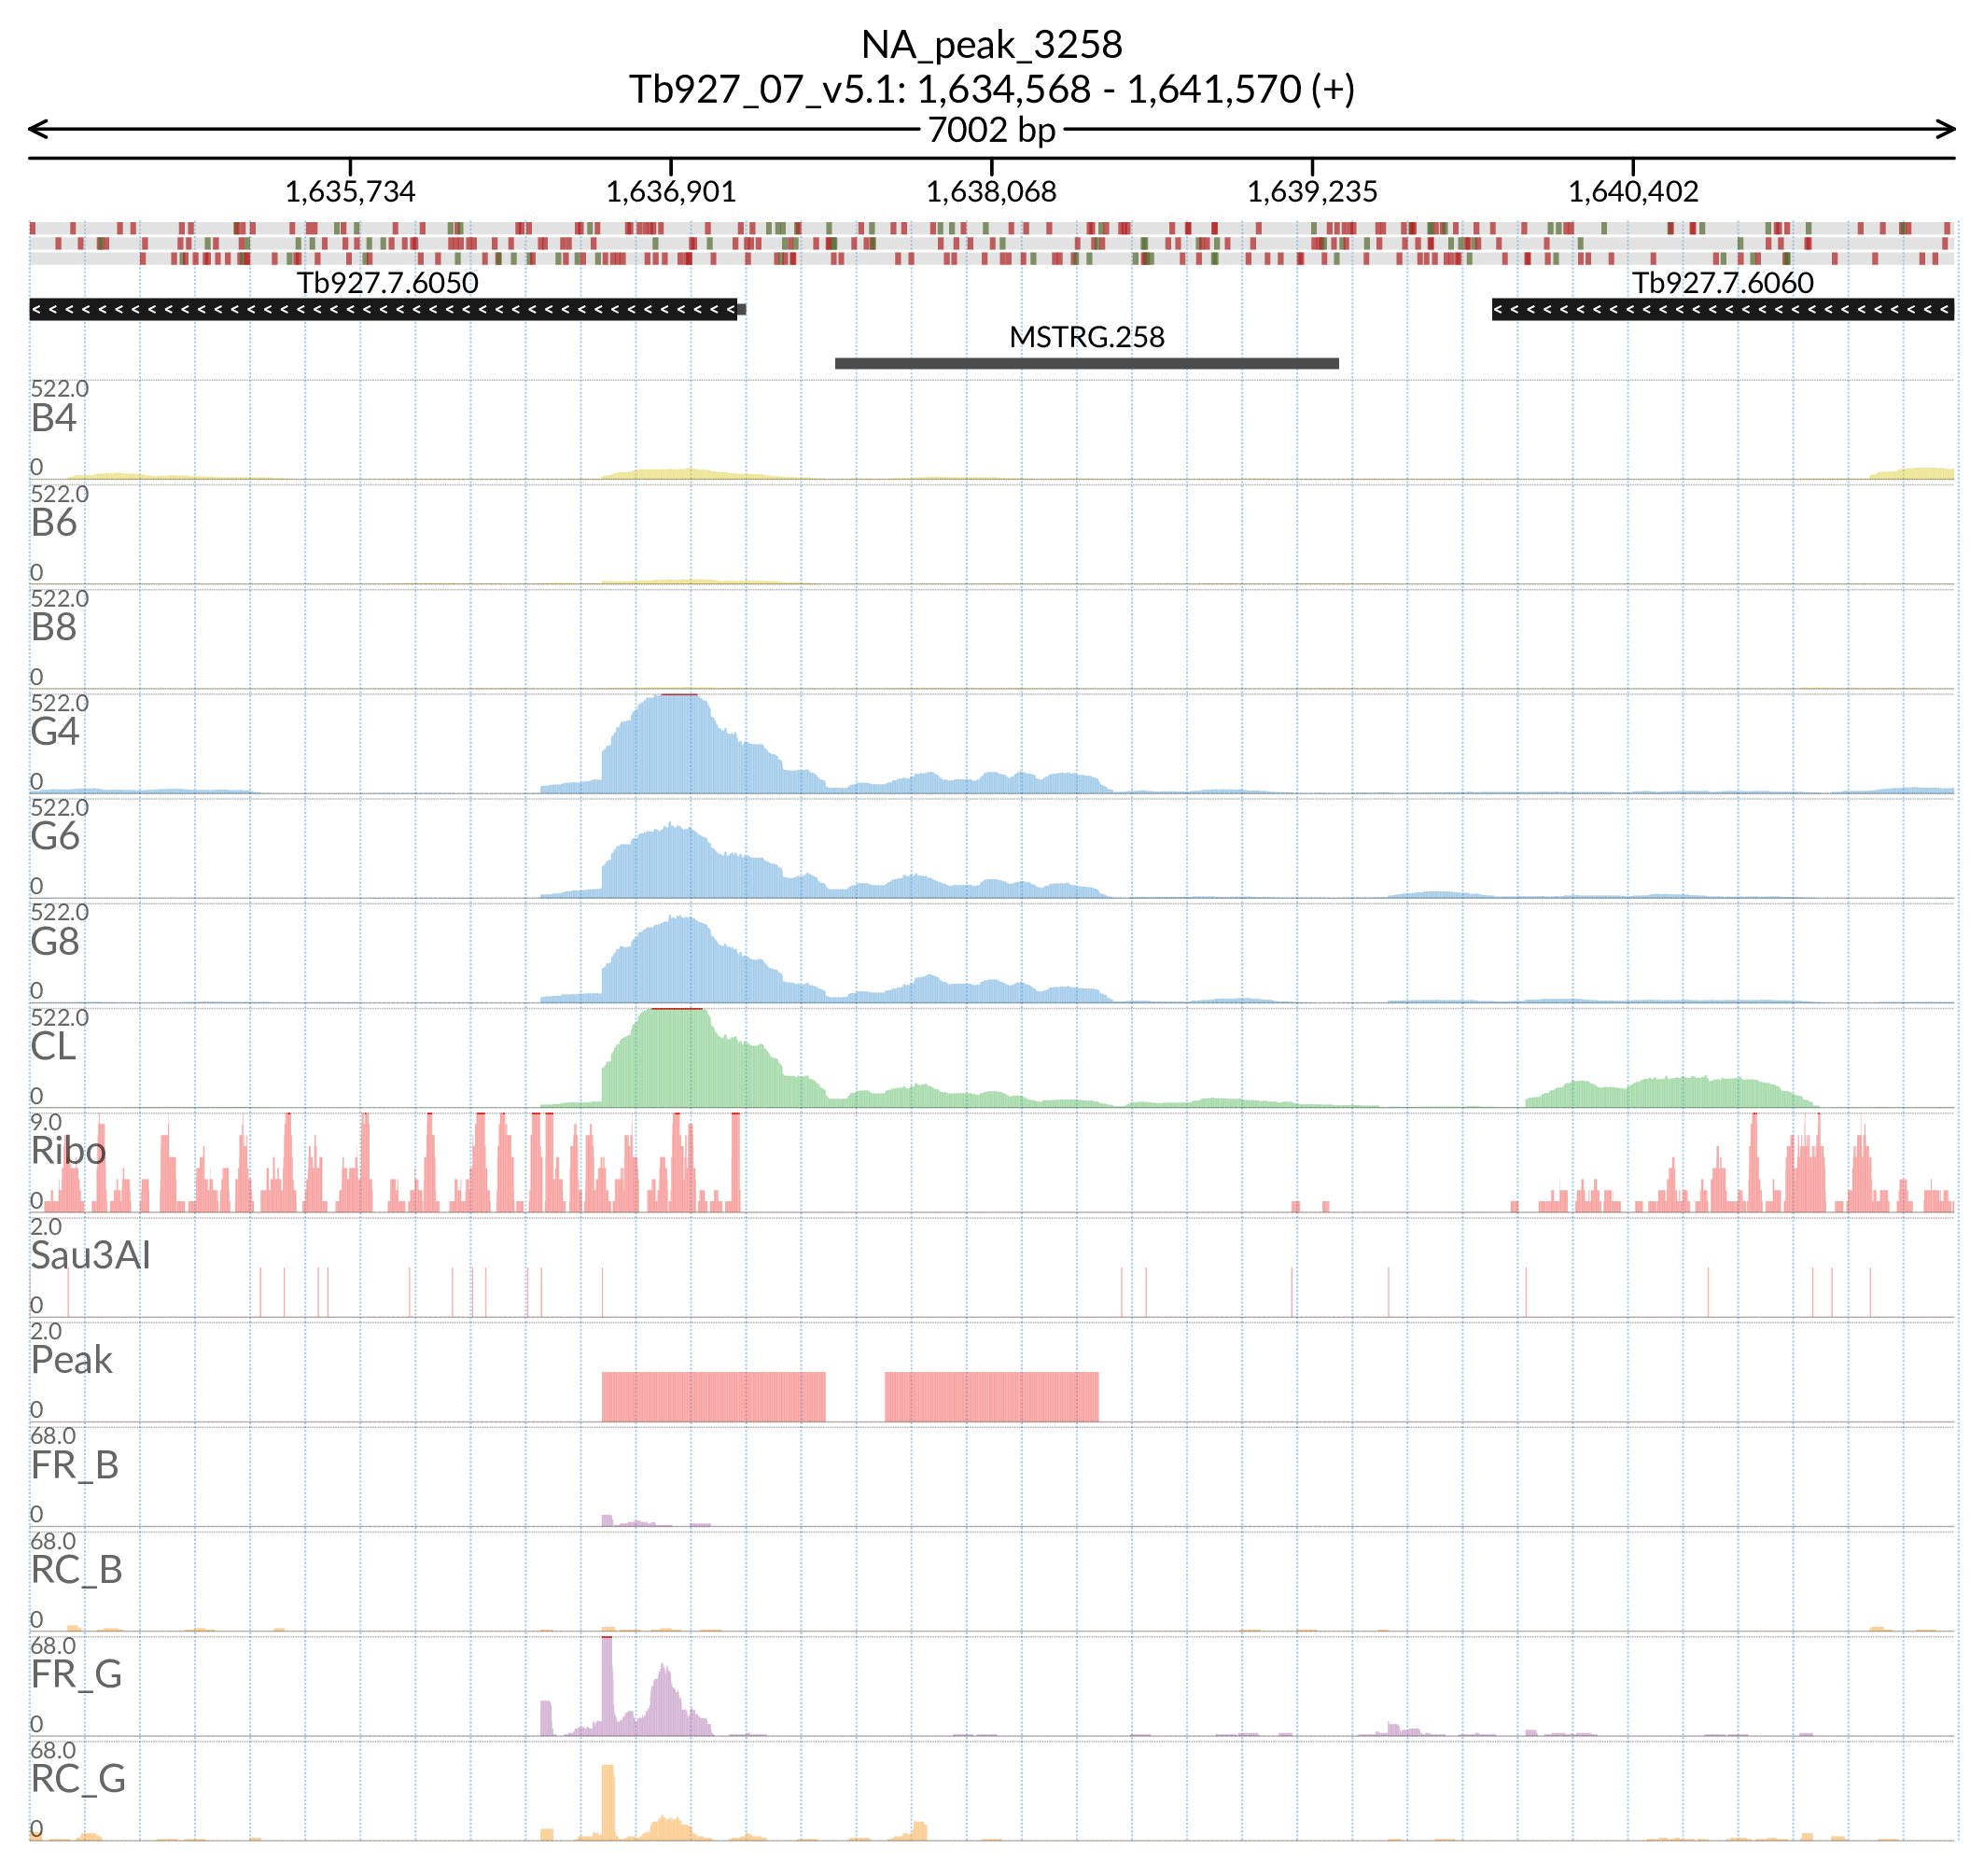 NA_peak_3258
Tb927_07_v5.1: 1,634,568 - 1,641,570 (+)
7002 bp
1,635,734 1,636,901 1,638,068 1,639,235 1,640,402
Tb927.7.6050 Tb927.7.6060
MSTRG.258
522.0
B4
0
522.0
B6
0
522.0
B8
0
522.0
G4
0
522.0
G6
0
522.0
G8
0
522.0
CL
0
9.0
Ribo
0
2.0
Sau3AI
0
2.0
Peak
0
68.0
FR_B
0
68.0
RC_B
0
68.0
FR_G
0
68.0
RC_G
0